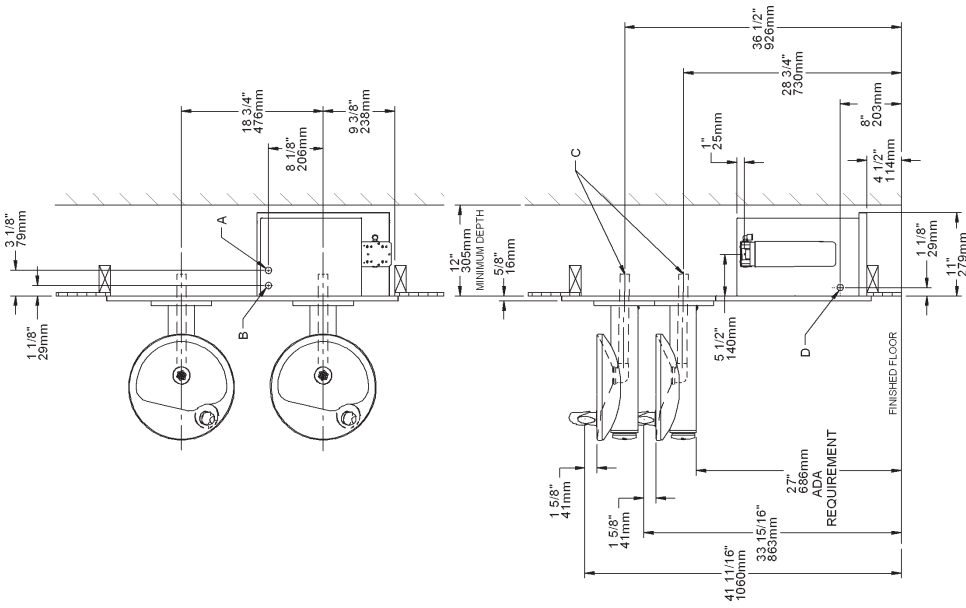 18 3/4"
476mm
9 3/8"
238mm
8 1/8"
206mm
3 1/8"
79mm
A
B
1 1/8"
29mm
12"
305mm
MINIMUM DEPTH
5/8"
16mm
36 1/2"
926mm
28 3/4"
730mm
8"
203mm
1"
25mm
C
4 1/2"
114mm
1 1/8"
29mm
11"
279mm
5 1/2"
140mm
D
FINISHED FLOOR
27"
686mm
ADA
REQUIREMENT
1 5/8"
41mm
1 5/8"
41mm
33 15/16"
863mm
41 11/16"
1060mm